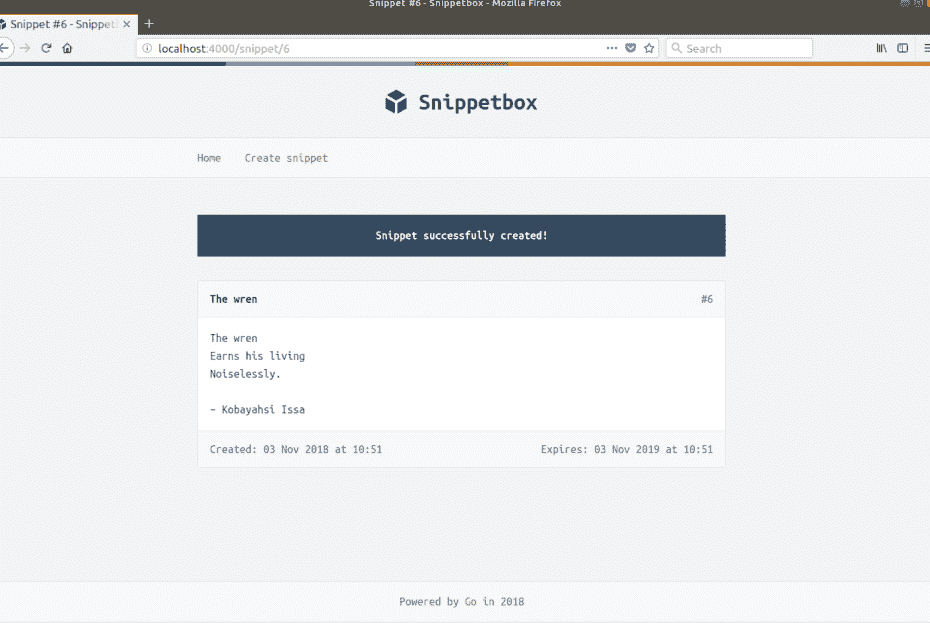 Snippet #6 - Snippetbox - Mozilla Firefox
Snippet #6 - Snippetb
localhost:4000/snippet/6
Search
Snippetbox
Home Create snippet
Snippet successfully created!
The wren #6
The wren
Earns his living
Noiselessly.
- Kobayahsi Issa
Created: 03 Nov 2018 at 10:51 Expires: 03 Nov 2019 at 10:51
Powered by Go in 2018